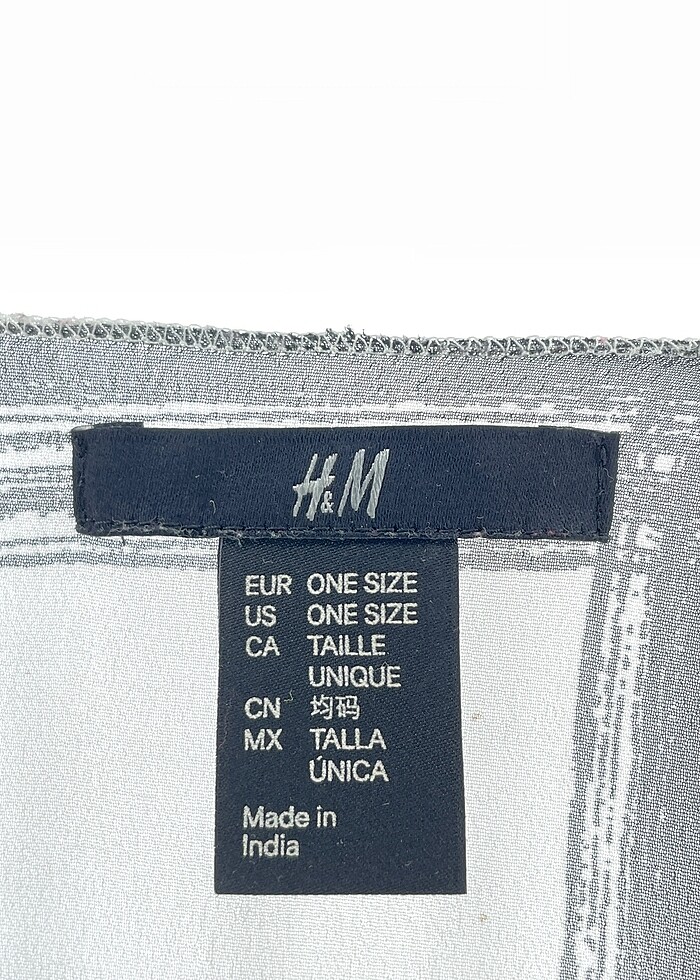 H&M
EUR ONE SIZE
US ONE SIZE
CA TAILLE
UNIQUE
CN 均码
MX TALLA
ÚNICA
Made in
India